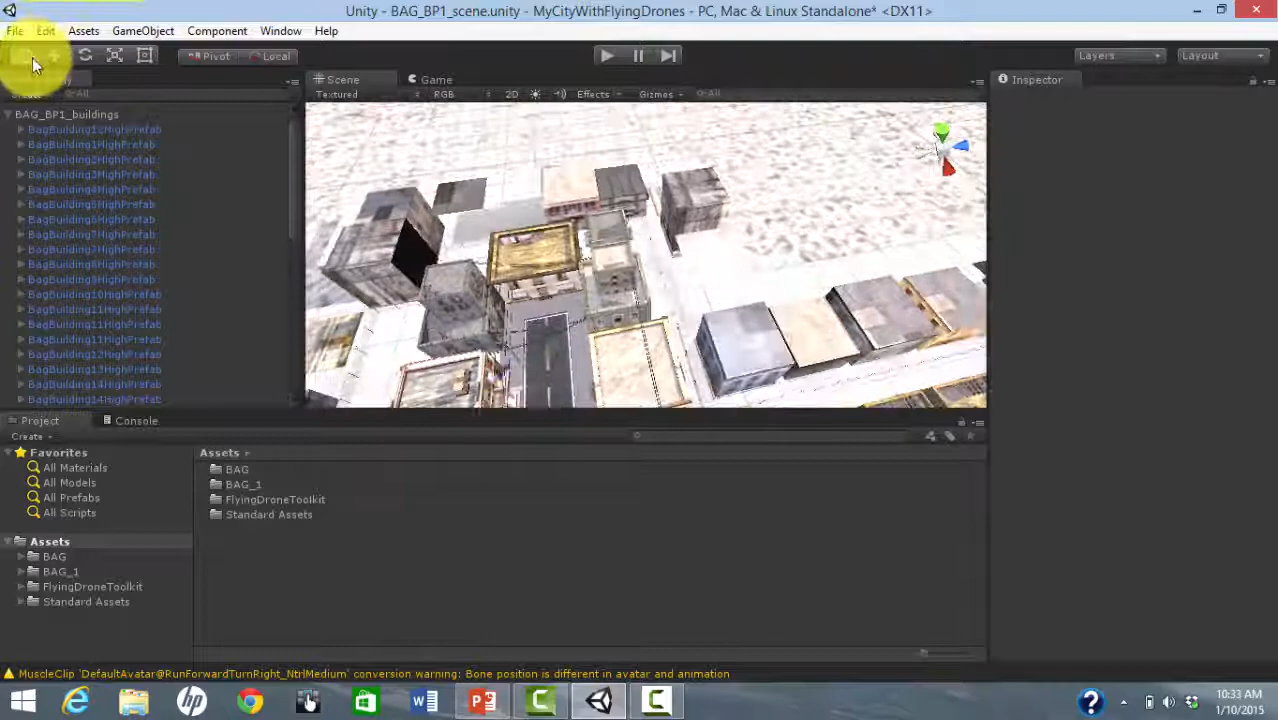 Unity - BAG_BP1_scene.unity - MyCityWithFlyingDrones - PC, Mac & Linux Standalone* <DX11>
File Edit Assets GameObject Component Window Help
Pivot Local Layers Layout
Scene Game Inspector
All Textured RGB 2D Effects Gizmos All
BAG_BP1_buildings
BagBuilding1HighPrefab
BagBuilding2HighPrefab
BagBuilding3HighPrefab
BagBuilding4HighPrefab
BagBuilding5HighPrefab
BagBuilding6HighPrefab
BagBuilding7HighPrefab
BagBuilding7HighPrefab
BagBuilding8HighPrefab
BagBuilding9HighPrefab
BagBuilding10HighPrefab
BagBuilding11HighPrefab
BagBuilding11HighPrefab
BagBuilding11HighPrefab
BagBuilding12HighPrefab
BagBuilding13HighPrefab
BagBuilding14HighPrefab
Project Console
Create
Favorites
All Materials
All Models
All Prefabs
All Scripts
Assets
BAG
BAG_1
FlyingDroneToolkit
Standard Assets
Assets
BAG
BAG_1
FlyingDroneToolkit
Standard Assets
MuscleClip 'DefaultAvatar@RunForwardTurnRight_NtrlMedium' conversion warning: Bone position is different in avatar and animation
10:33 AM
1/10/2015